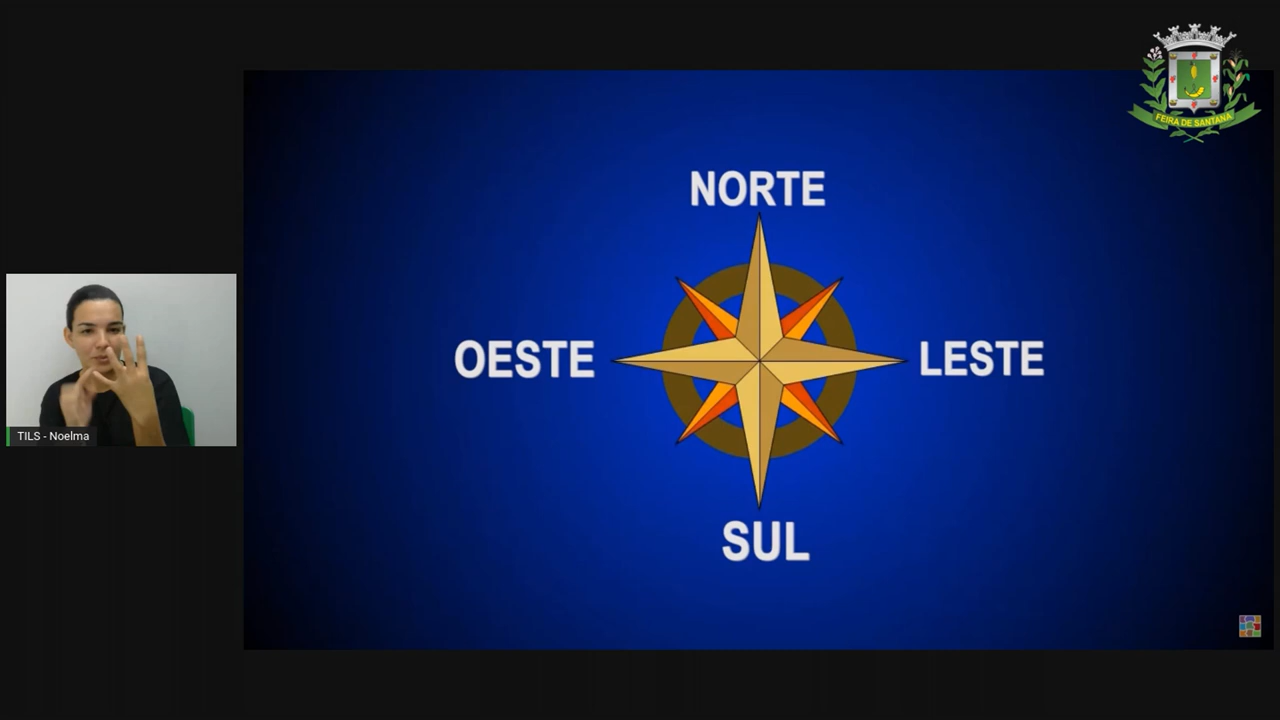 FEIRA DE SANTANA
NORTE
OESTE
LESTE
SUL
TILS - Noelma